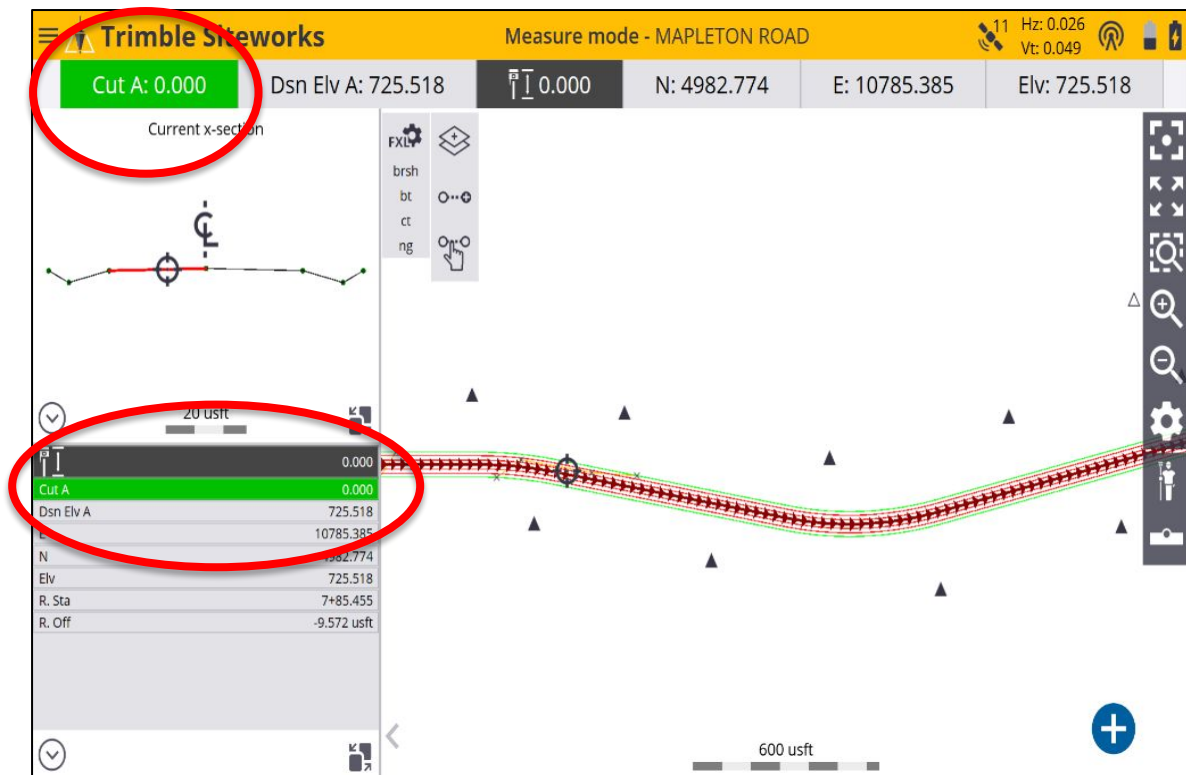 Trimble Siteworks
Measure mode - MAPLETON ROAD
11
Hz: 0.026
Vt: 0.049
Cut A: 0.000
Dsn Elv A: 725.518
0.000
N: 4982.774
E: 10785.385
Elv: 725.518
Current x-section
℄
20 usft
FXL
brsh
bt
ct
ng
0.000
Cut A 0.000
Dsn Elv A 725.518
10785.385
N 4982.774
Elv 725.518
R. Sta 7+85.455
R. Off -9.572 usft
600 usft